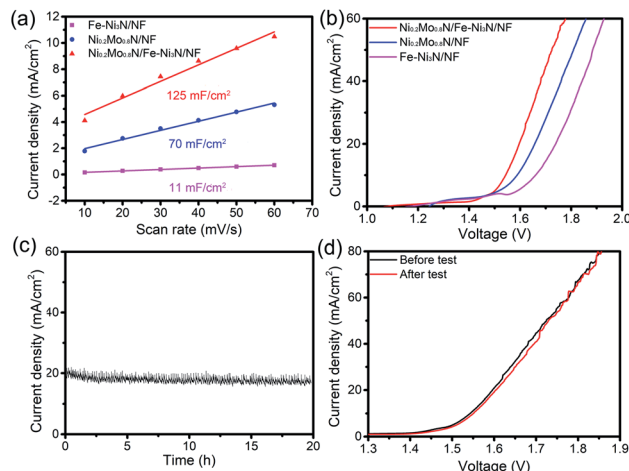 (a)
Fe-Ni₃N/NF
Ni₀.₂Mo₀.₈N/NF
Ni₀.₂Mo₀.₈N/Fe-Ni₃N/NF
125 mF/cm²
70 mF/cm²
11 mF/cm²
12
10
8
6
4
2
0
-2
-4
0 10 20 30 40 50 60 70
Scan rate (mV/s)
Current density (mA/cm²)
(b)
Ni₀.₂Mo₀.₈N/Fe-Ni₃N/NF
Ni₀.₂Mo₀.₈N/NF
Fe-Ni₃N/NF
60
40
20
0
1.0 1.2 1.4 1.6 1.8 2.0
Voltage (V)
Current density (mA/cm²)
(c)
60
40
20
0
0 5 10 15 20
Time (h)
Current density (mA/cm²)
(d)
Before test
After test
80
60
40
20
0
1.3 1.4 1.5 1.6 1.7 1.8 1.9
Voltage (V)
Current density (mA/cm²)